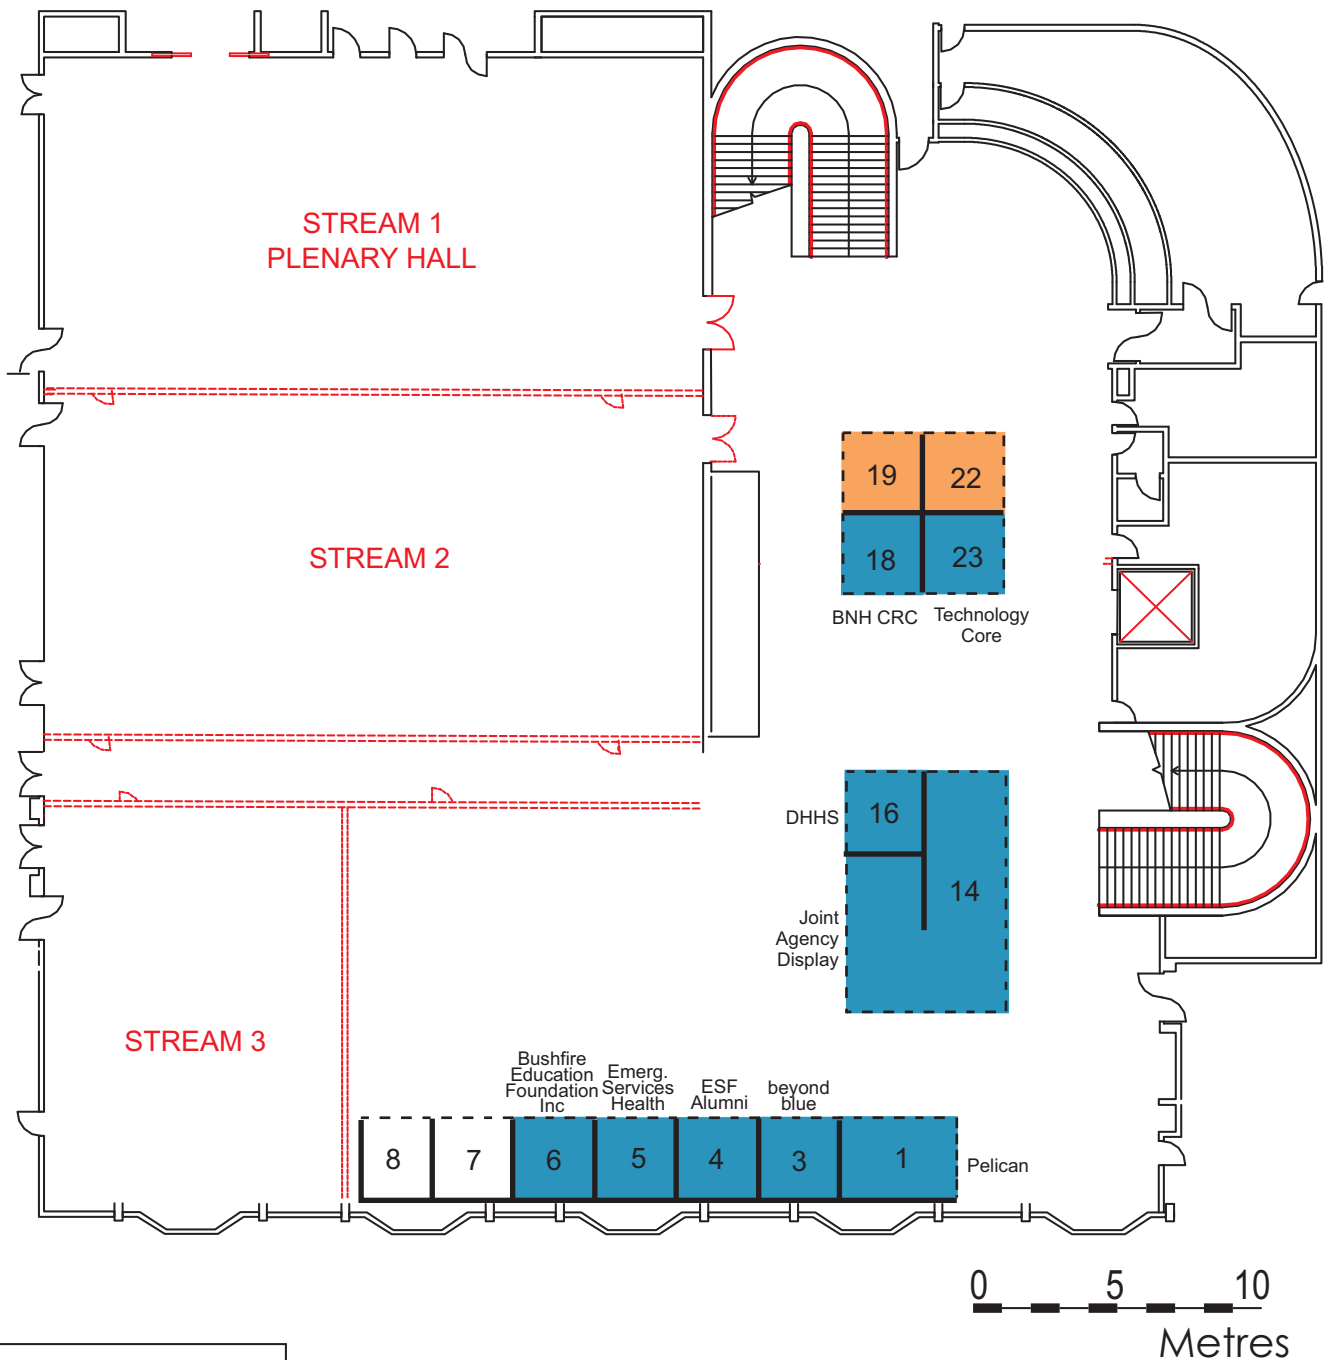 STREAM 1
PLENARY HALL
STREAM 2
19
22
18
23
BNH CRC
Technology
Core
DHHS
16
14
Joint
Agency
Display
STREAM 3
Bushfire
Education
Foundation
Inc
Emerg.
Services
Health
ESF
Alumni
beyond
blue
8
7
6
5
4
3
1
Pelican
0 5 10
Metres